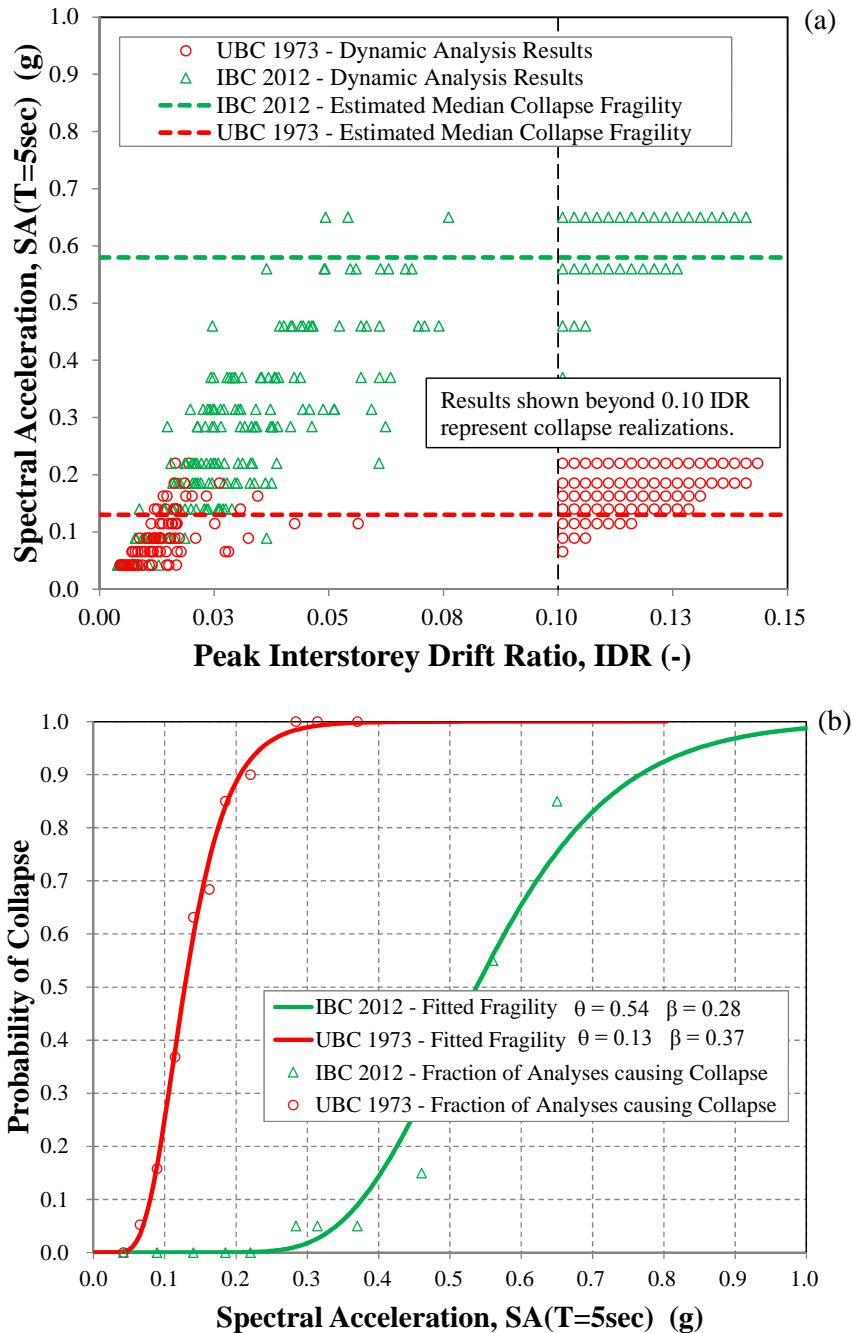 (a)
1.0
0.9
0.8
0.7
0.6
0.5
0.4
0.3
0.2
0.1
0.0
Spectral Acceleration, SA(T=5sec) (g)
UBC 1973 - Dynamic Analysis Results
IBC 2012 - Dynamic Analysis Results
IBC 2012 - Estimated Median Collapse Fragility
UBC 1973 - Estimated Median Collapse Fragility
Results shown beyond 0.10 IDR
represent collapse realizations.
0.00 0.03 0.05 0.08 0.10 0.13 0.15
Peak Interstorey Drift Ratio, IDR (-)
(b)
1.0
0.9
0.8
0.7
0.6
0.5
0.4
0.3
0.2
0.1
0.0
Probability of Collapse
IBC 2012 - Fitted Fragility θ = 0.54 β = 0.28
UBC 1973 - Fitted Fragility θ = 0.13 β = 0.37
IBC 2012 - Fraction of Analyses causing Collapse
UBC 1973 - Fraction of Analyses causing Collapse
0.0 0.1 0.2 0.3 0.4 0.5 0.6 0.7 0.8 0.9 1.0
Spectral Acceleration, SA(T=5sec) (g)